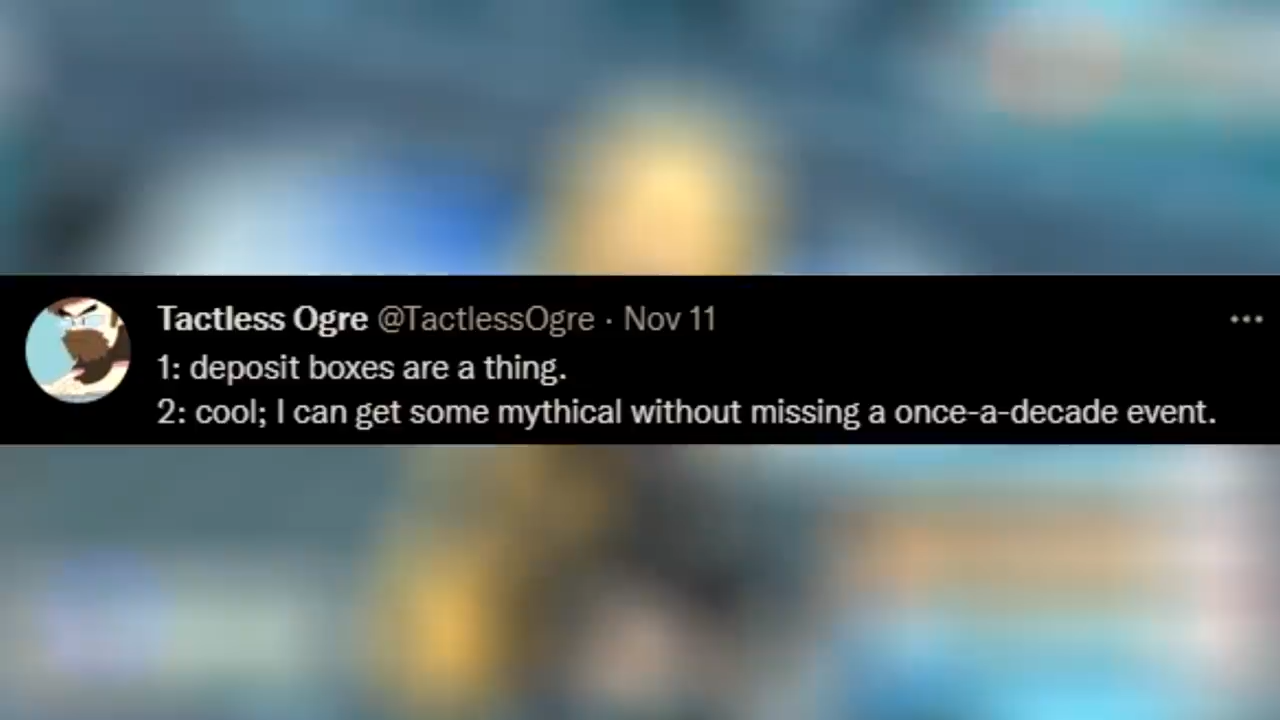 Tactless Ogre @TactlessOgre · Nov 11
1: deposit boxes are a thing.
2: cool; I can get some mythical without missing a once-a-decade event.